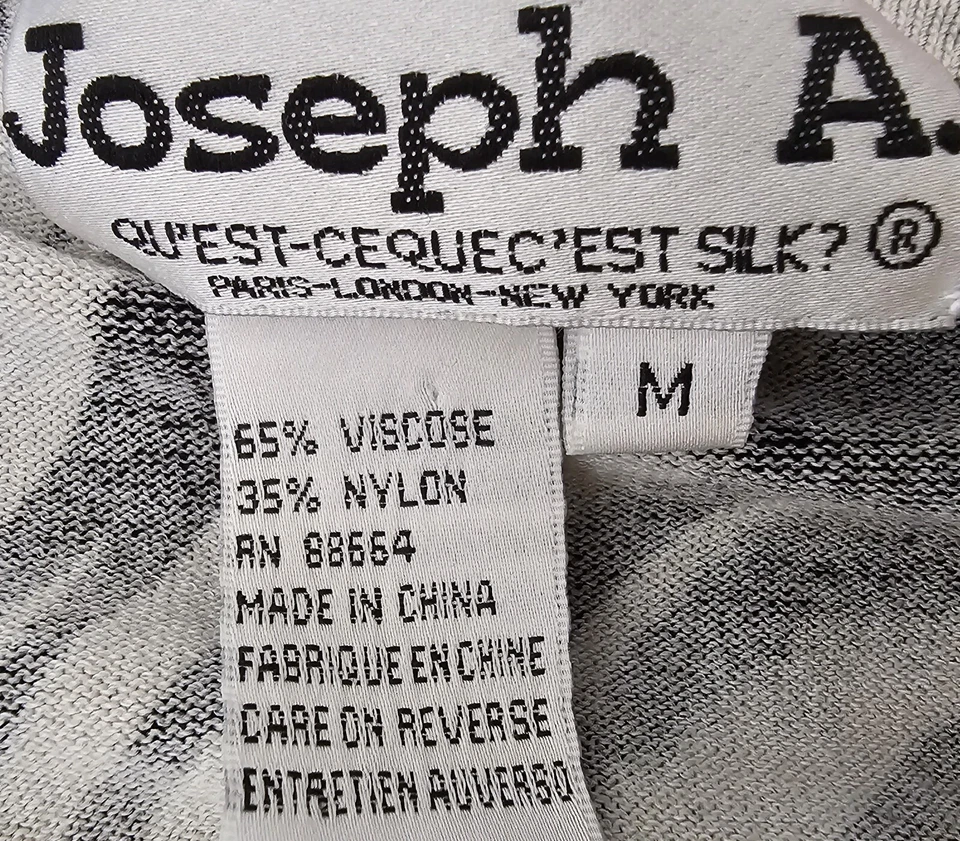 Joseph A.
QU'EST-CEQUEC'EST SILK? ®
PARIS-LONDON-NEW YORK
M
65% VISCOSE
35% NYLON
RN 88664
MADE IN CHINA
FABRIQUE EN CHINE
CARE ON REVERSE
ENTRETIEN AUVERSO